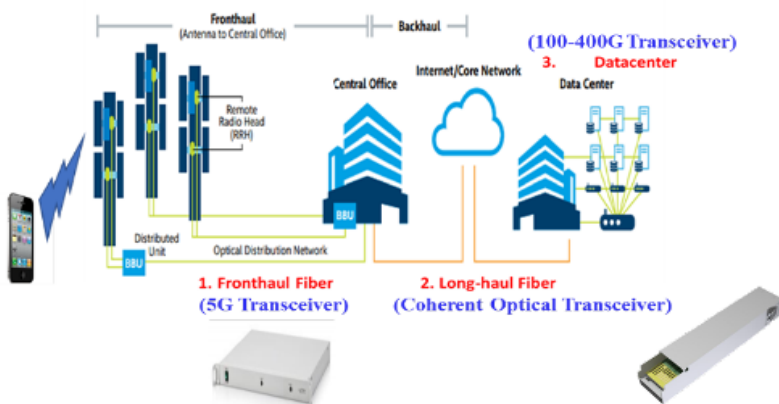 Fronthaul
(Antenna to Central Office)
Backhaul
(100-400G Transceiver)
3. Datacenter
Internet/Core Network
Central Office
Data Center
Remote
Radio Head
(RRH)
BBU
Distributed
Unit
BBU
Optical Distribution Network
1. Fronthaul Fiber
(5G Transceiver)
2. Long-haul Fiber
(Coherent Optical Transceiver)